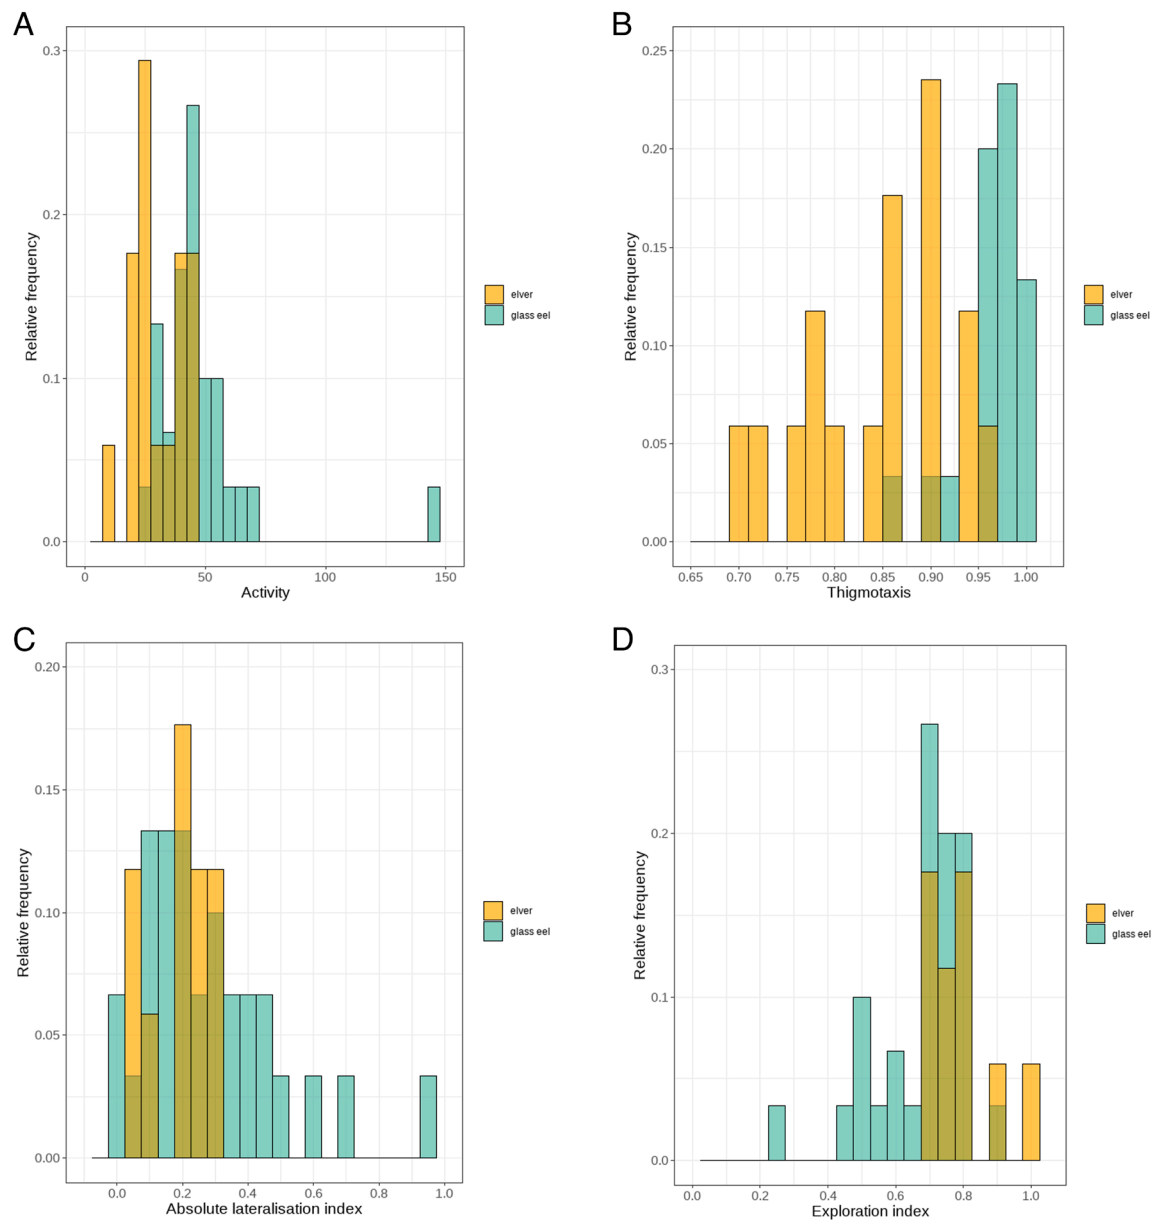 A
Relative frequency
0.3
0.2
0.1
0.0
0
50
100
150
Activity
elver
glass eel
B
Relative frequency
0.25
0.20
0.15
0.10
0.05
0.00
0.65
0.70
0.75
0.80
0.85
0.90
0.95
1.00
Thigmotaxis
elver
glass eel
C
Relative frequency
0.20
0.15
0.10
0.05
0.00
0.0
0.2
0.4
0.6
0.8
1.0
Absolute lateralisation index
elver
glass eel
D
Relative frequency
0.3
0.2
0.1
0.0
0.0
0.2
0.4
0.6
0.8
1.0
Exploration index
elver
glass eel